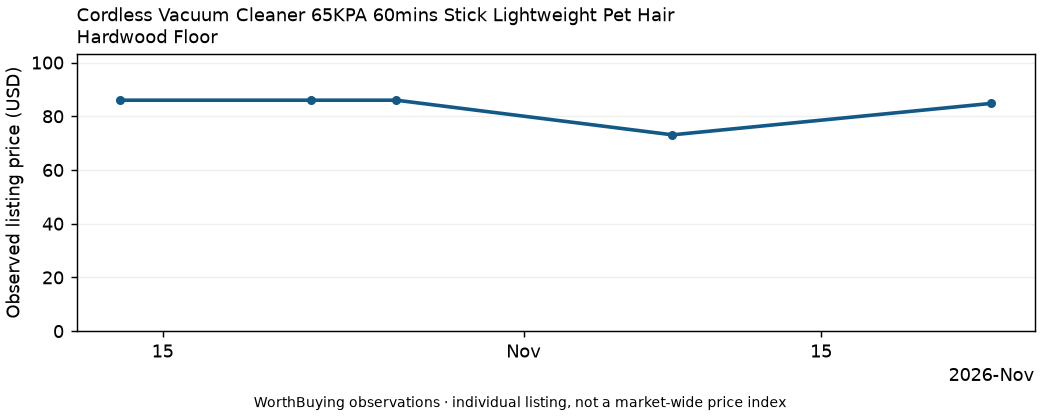 Cordless Vacuum Cleaner 65KPA 60mins Stick Lightweight Pet Hair
Hardwood Floor
Observed listing price (USD)
100
80
60
40
20
0
15
Nov
15
2026-Nov
WorthBuying observations · individual listing, not a market-wide price index